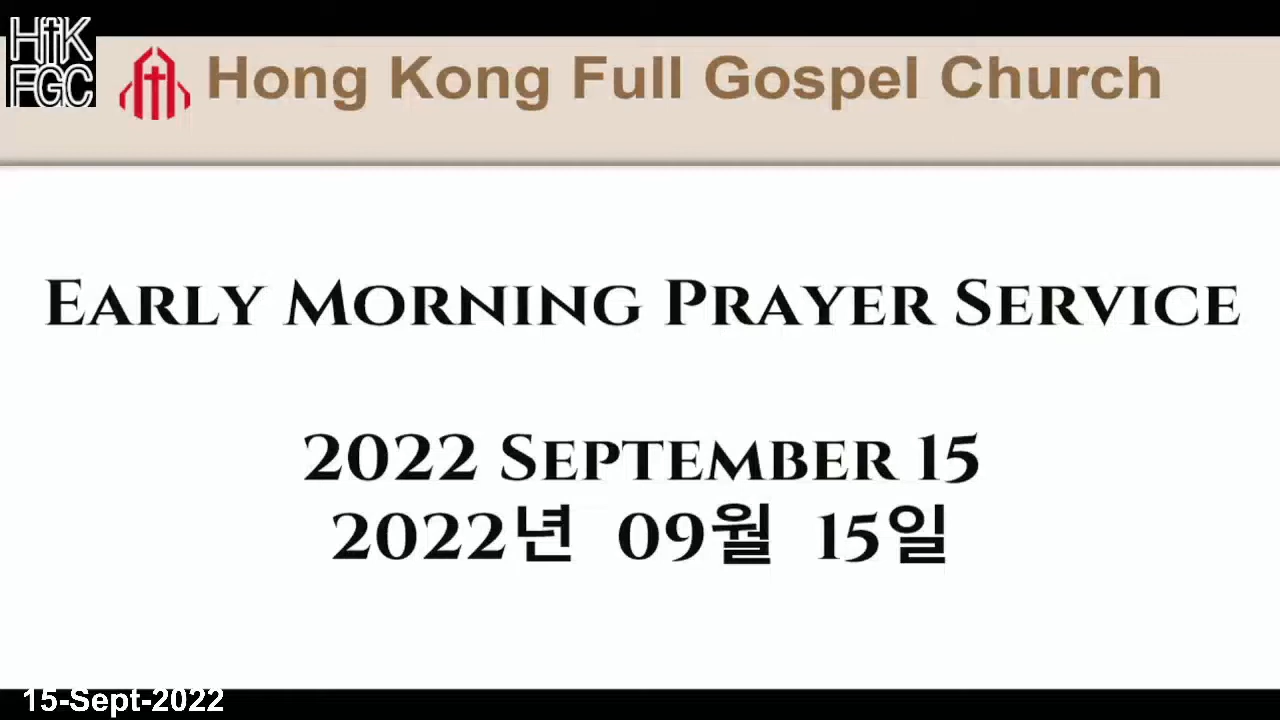 H†K
FGC
Hong Kong Full Gospel Church
Early Morning Prayer Service
2022 September 15
2022년 09월 15일
15-Sept-2022